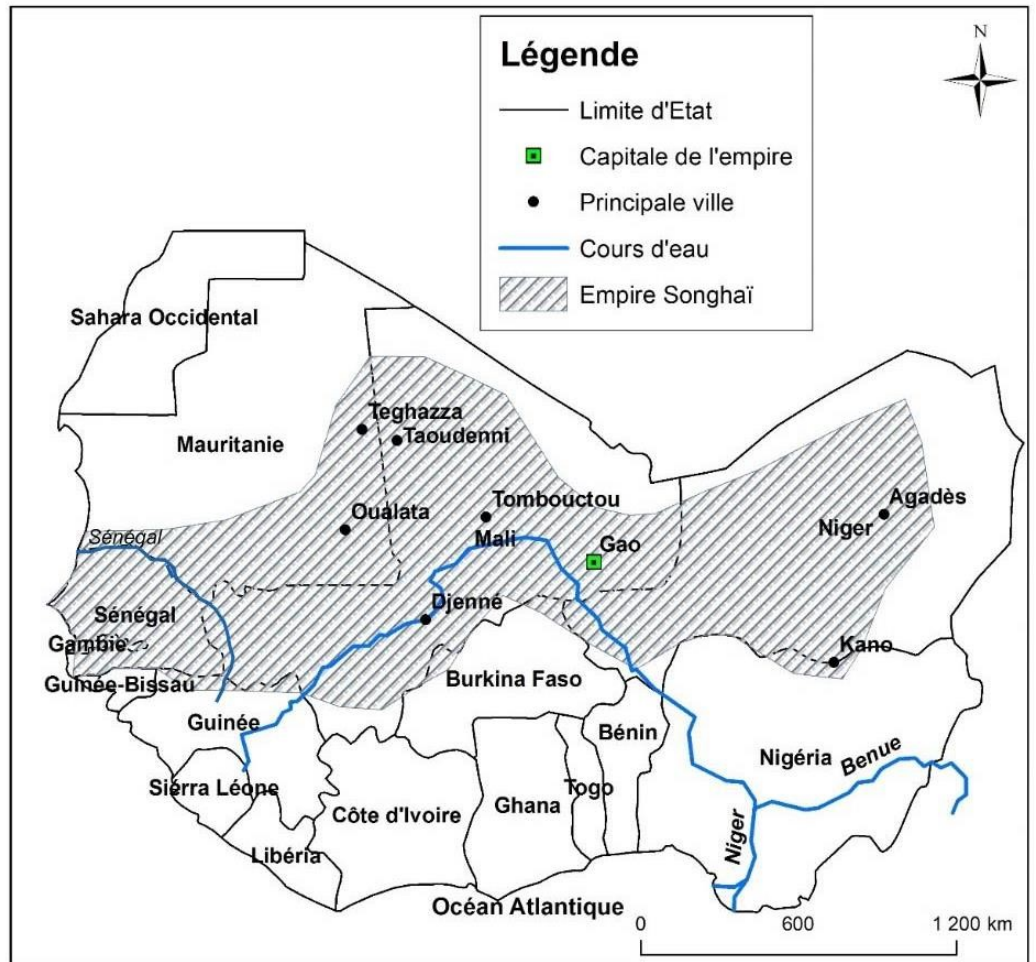 N
Légende
Limite d'Etat
Capitale de l'empire
Principale ville
Cours d'eau
Empire Songhaï
Sahara Occidental
Teghazza
Taoudenni
Mauritanie
Oualata
Tombouctou
Mali
Gao
Agadès
Niger
Sénégal
Sénégal
Djenné
Gambie
Guinée-Bissau
Kano
Burkina Faso
Guinée
Bénin
Nigéria
Benue
Siérra Léone
Côte d'Ivoire
Ghana
Togo
Libéria
Niger
Océan Atlantique
0 600 1 200 km